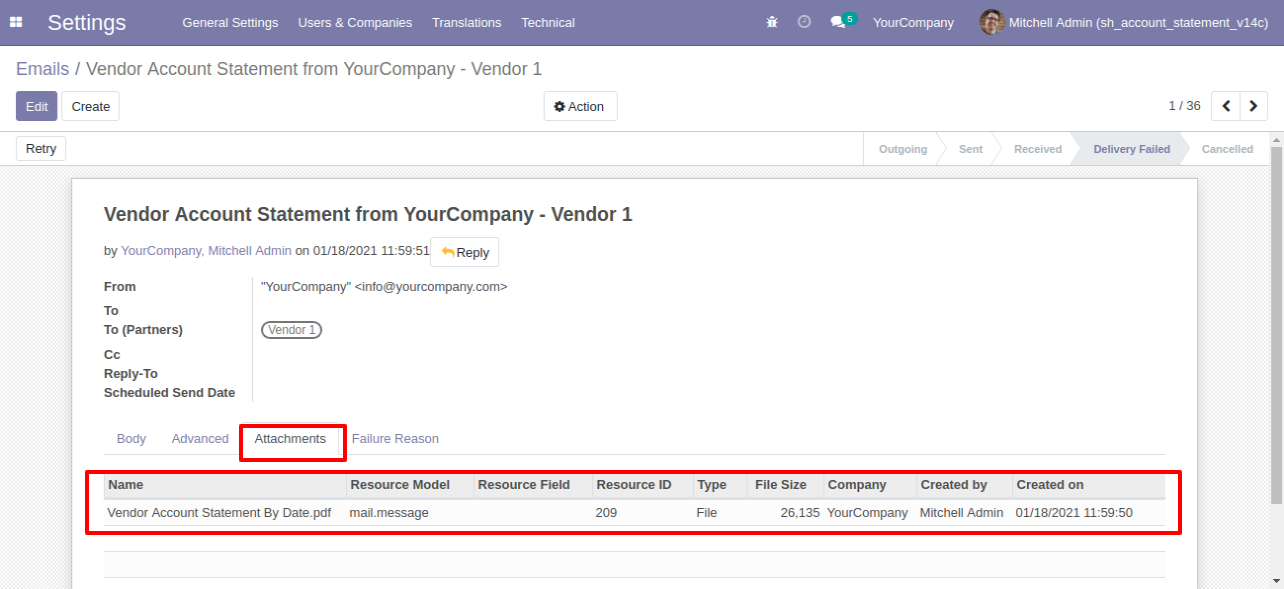 Settings General Settings Users & Companies Translations Technical 5 YourCompany Mitchell Admin (sh_account_statement_v14c)
Emails / Vendor Account Statement from YourCompany - Vendor 1
Edit Create Action 1 / 36
Retry Outgoing Sent Received Delivery Failed Cancelled
Vendor Account Statement from YourCompany - Vendor 1
by YourCompany, Mitchell Admin on 01/18/2021 11:59:51 Reply
From "YourCompany" <info@yourcompany.com>
To
To (Partners) Vendor 1
Cc
Reply-To
Scheduled Send Date
Body Advanced Attachments Failure Reason
Name Resource Model Resource Field Resource ID Type File Size Company Created by Created on
Vendor Account Statement By Date.pdf mail.message 209 File 26,135 YourCompany Mitchell Admin 01/18/2021 11:59:50